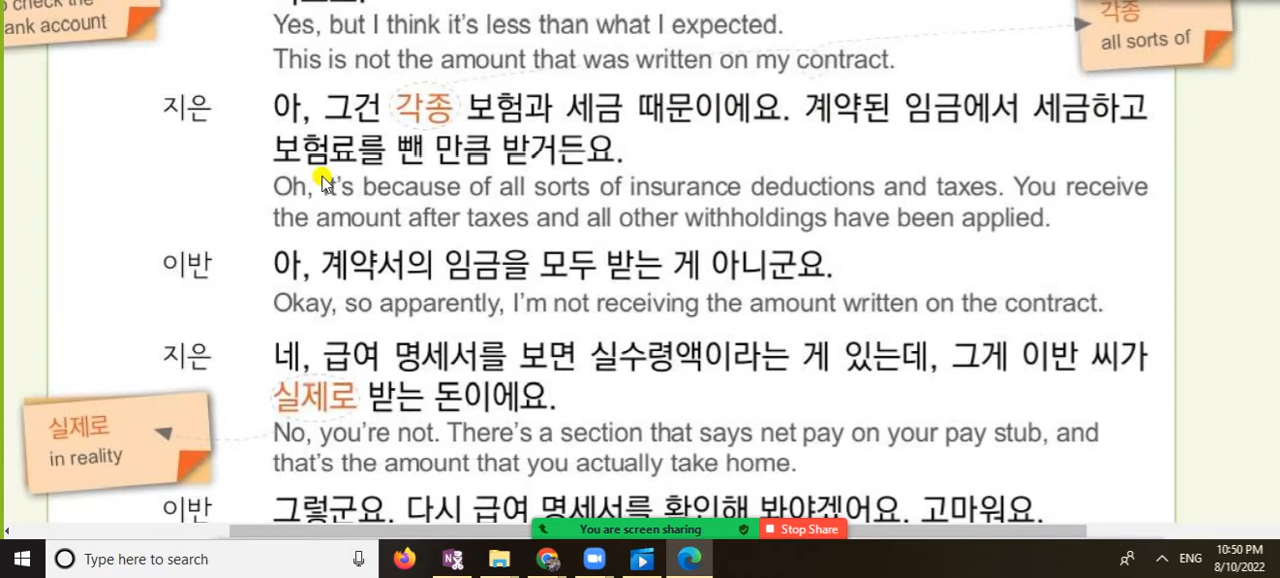 check the
ank account
각종
all sorts of
Yes, but I think it's less than what I expected.
This is not the amount that was written on my contract.
지은
아, 그건 각종 보험과 세금 때문이에요. 계약된 임금에서 세금하고
보험료를 뺀 만큼 받거든요.
Oh, it's because of all sorts of insurance deductions and taxes. You receive
the amount after taxes and all other withholdings have been applied.
이반
아, 계약서의 임금을 모두 받는 게 아니군요.
Okay, so apparently, I'm not receiving the amount written on the contract.
지은
네, 급여 명세서를 보면 실수령액이라는 게 있는데, 그게 이반 씨가
실제로 받는 돈이에요.
No, you're not. There's a section that says net pay on your pay stub, and
that's the amount that you actually take home.
실제로
in reality
이반
그렇군요. 다시 급여 명세서를 확인해 봐야겠어요. 고마워요.
You are screen sharing
Stop Share
Type here to search
ENG
10:50 PM
8/10/2022